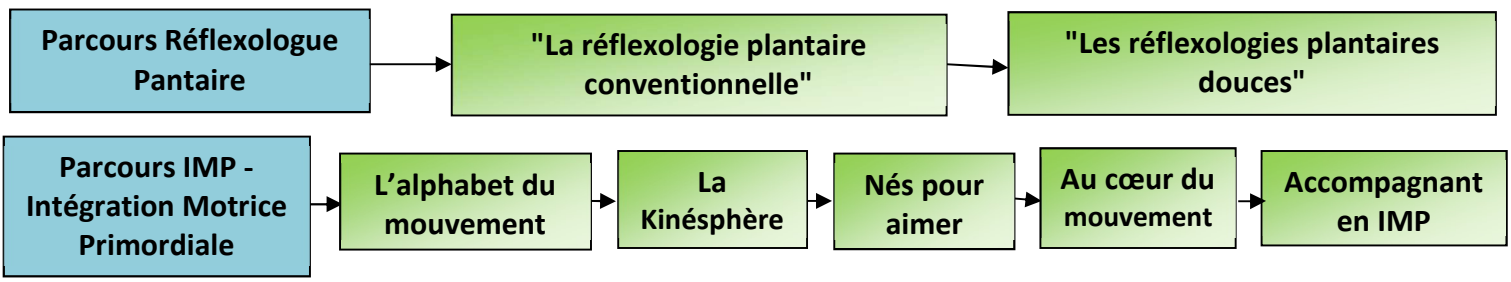 Parcours Réflexologue
Pantaire
"La réflexologie plantaire
conventionnelle"
"Les réflexologies plantaires
douces"
Parcours IMP -
Intégration Motrice
Primordiale
L’alphabet du
mouvement
La
Kinésphère
Nés pour
aimer
Au cœur du
mouvement
Accompagnant
en IMP